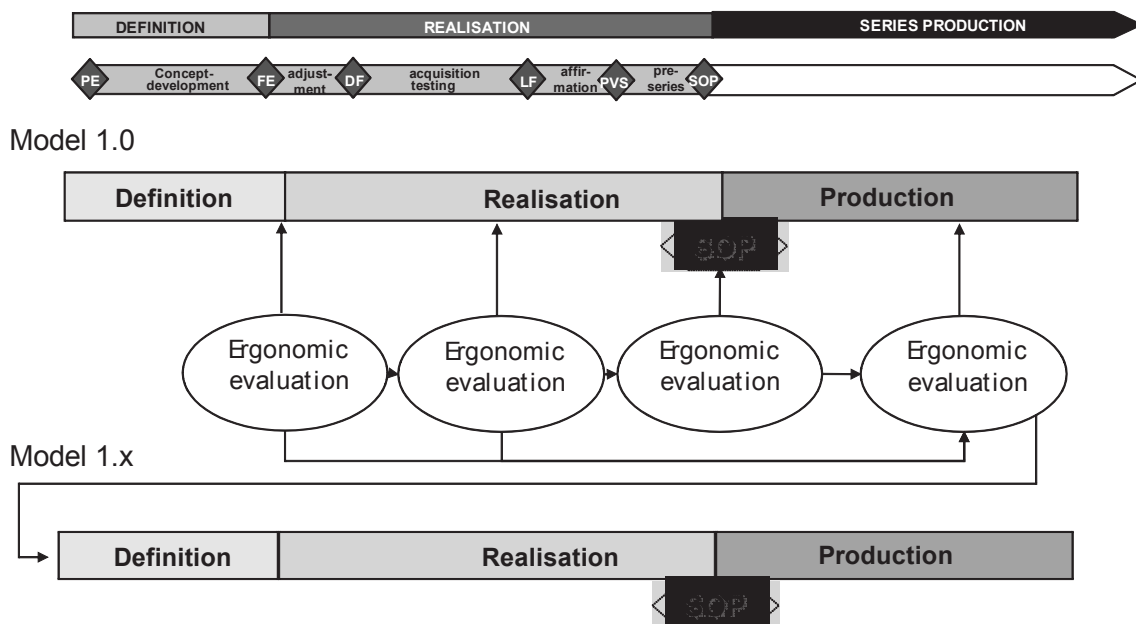 DEFINITION REALISATION SERIES PRODUCTION
PE Concept-development FE adjust-ment DF acquisition testing LF affir-mation PVS pre-series SOP
Model 1.0
Definition Realisation Production
SOP
Ergonomic evaluation
Ergonomic evaluation
Ergonomic evaluation
Ergonomic evaluation
Model 1.x
Definition Realisation Production
SOP